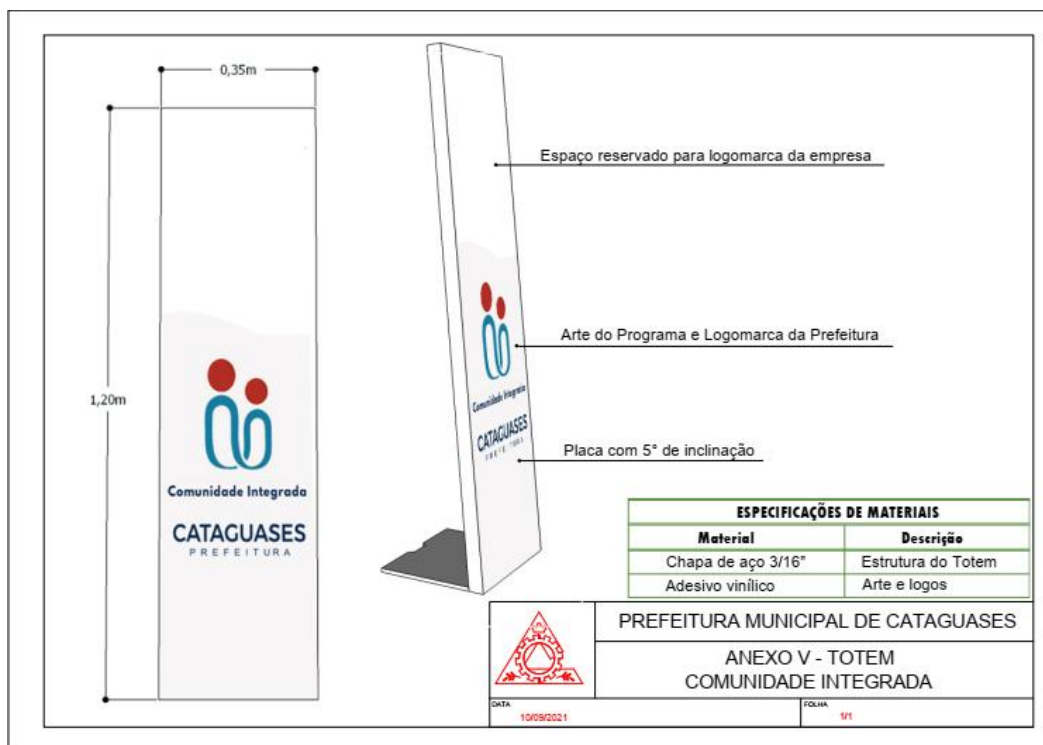 0,35m
1,20m
Comunidade Integrada
CATAGUASES
PREFEITURA
Espaço reservado para logomarca da empresa
Arte do Programa e Logomarca da Prefeitura
Comunidade Integrada
CATAGUASES
PREFEITURA
Placa com 5° de inclinação
ESPECIFICAÇÕES DE MATERIAIS
Material Descrição
Chapa de aço 3/16" Estrutura do Totem
Adesivo vinílico Arte e logos
PREFEITURA MUNICIPAL DE CATAGUASES
ANEXO V - TOTEM
COMUNIDADE INTEGRADA
DATA
10/09/2021
FOLHA
1/1